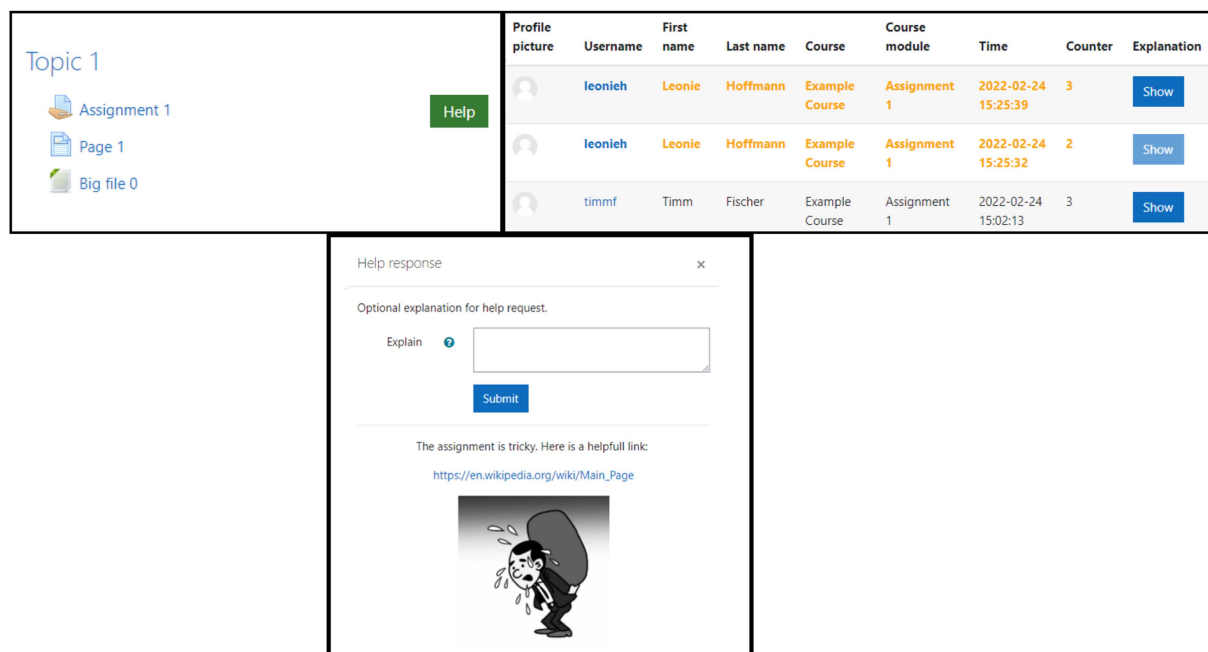 Topic 1
Assignment 1
Help
Page 1
Big file 0
Profile picture Username First name Last name Course Course module Time Counter Explanation
leonieh Leonie Hoffmann Example Course Assignment 1 2022-02-24 15:25:39 3 Show
leonieh Leonie Hoffmann Example Course Assignment 1 2022-02-24 15:25:32 2 Show
timmf Timm Fischer Example Course Assignment 1 2022-02-24 15:02:13 3 Show
Help response ×
Optional explanation for help request.
Explain ?
Submit
The assignment is tricky. Here is a helpfull link:
https://en.wikipedia.org/wiki/Main_Page